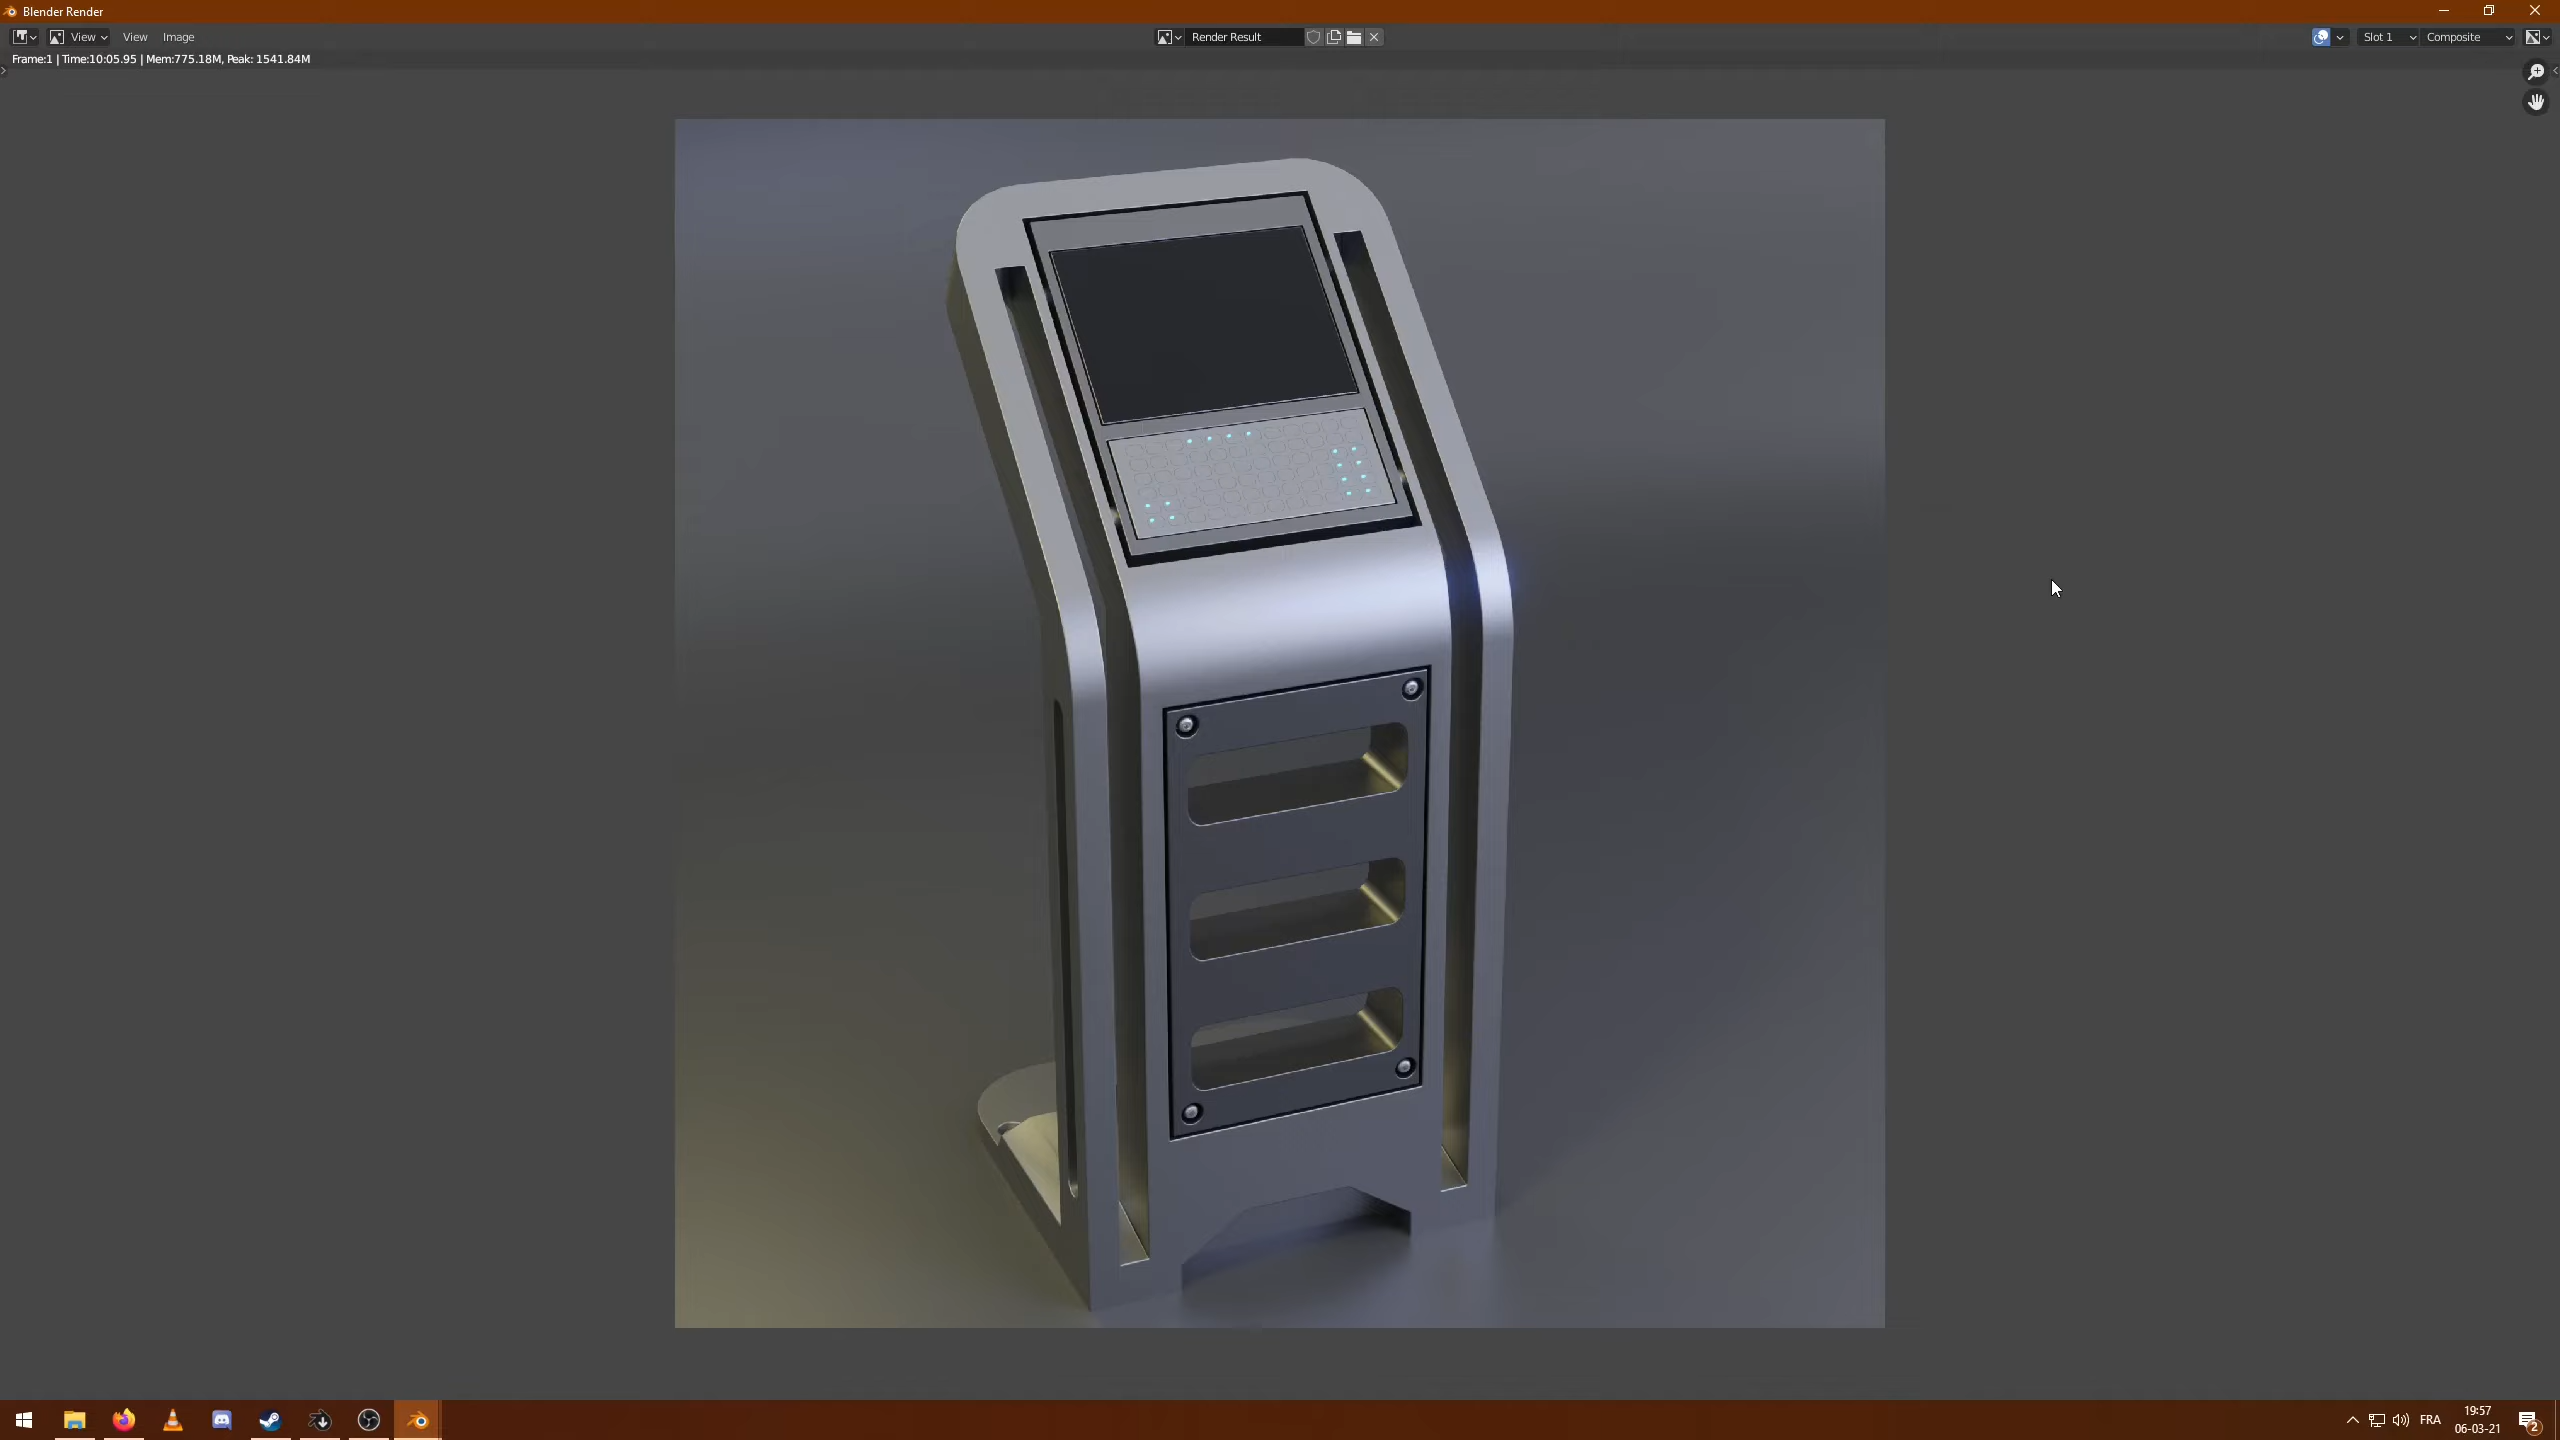 Blender Render
View View Image Render Result Slot 1 Composite
Frame:1 | Time:10:05.95 | Mem:775.18M, Peak: 1541.84M
19:57
FRA
06-03-21
2